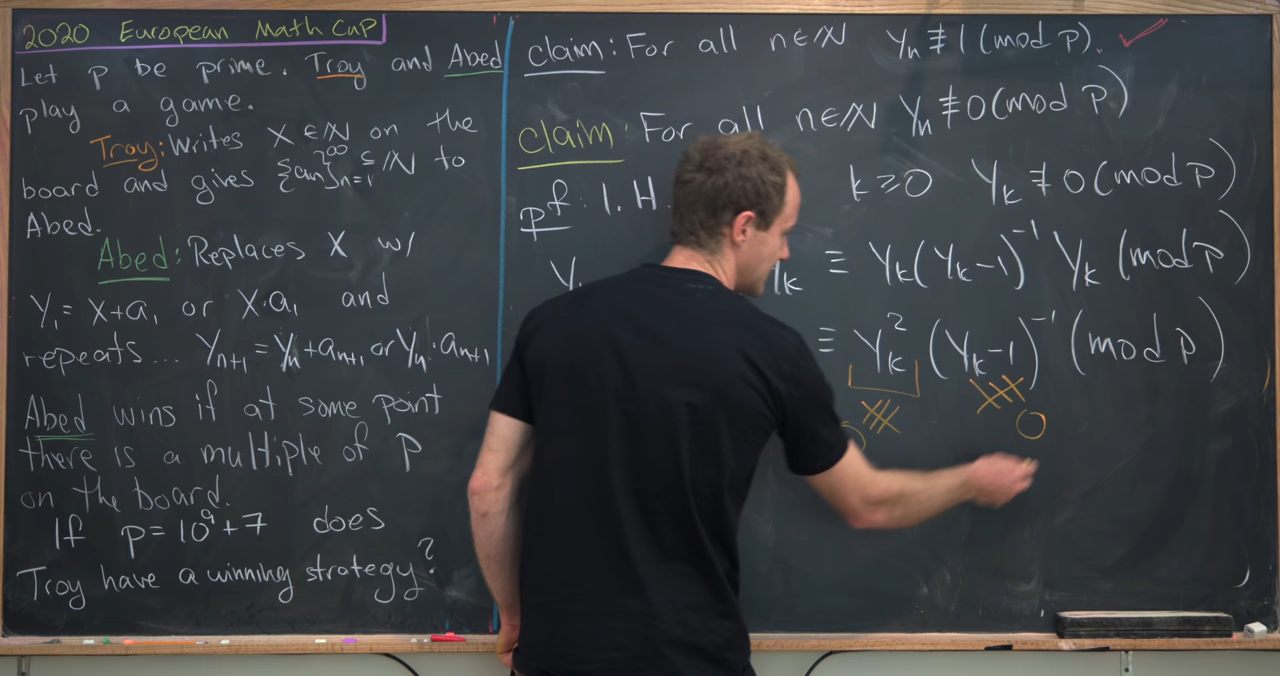 2020 European Math Cup
Let p be prime. Troy and Abed
play a game.
Troy: Writes X ∈ ℕ on the
board and gives {an}ₙ₌₁^∞ ⊆ ℕ to
Abed.
Abed: Replaces X w/
Y₁ = X+a₁ or X·a₁ and
repeats... Yₙ₊₁ = Yₙ+aₙ₊₁ or Yₙ·aₙ₊₁
Abed wins if at some point
there is a multiple of p
on the board.
If p = 10⁹+7 does
Troy have a winning strategy?
claim: For all n∈ℕ Yₙ ≢ 1 (mod p). ✓
claim: For all n∈ℕ Yₙ ≢ 0 (mod p)
pf: I.H. k ≥ 0 Yₖ ≢ 0 (mod p)
Yₖ ≡ Yₖ(Yₖ-1)⁻¹ Yₖ (mod p)
≡ Yₖ² (Yₖ-1)⁻¹ (mod p)
≢ ≢
0 0